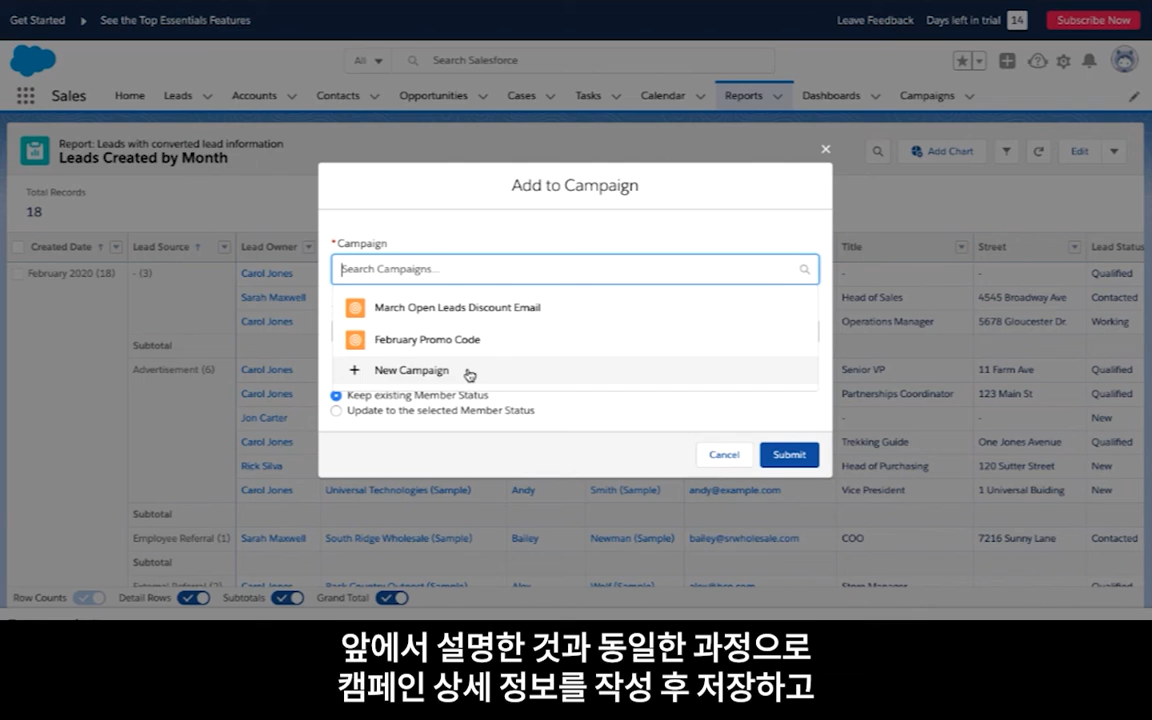 Get Started
See the Top Essentials Features
Leave Feedback
Days left in trial
14
Subscribe Now
All
Search Salesforce
Sales
Home
Leads
Accounts
Contacts
Opportunities
Cases
Tasks
Calendar
Reports
Dashboards
Campaigns
Report: Leads with converted lead information
Leads Created by Month
Add Chart
Edit
Total Records
18
Add to Campaign
* Campaign
Search Campaigns...
March Open Leads Discount Email
February Promo Code
New Campaign
Keep existing Member Status
Update to the selected Member Status
Cancel
Submit
Created Date
Lead Source
Lead Owner
Title
Street
Lead Status
February 2020 (18)
- (3)
Carol Jones
-
-
Qualified
Sarah Maxwell
Head of Sales
4545 Broadway Ave
Contacted
Carol Jones
Operations Manager
5678 Gloucester Dr.
Working
Subtotal
Advertisement (6)
Carol Jones
Senior VP
11 Farm Ave
Qualified
Carol Jones
Partnerships Coordinator
123 Main St
Qualified
Jon Carter
-
-
New
Carol Jones
Trekking Guide
One Jones Avenue
Qualified
Rick Silva
Head of Purchasing
120 Sutter Street
New
Carol Jones
Universal Technologies (Sample)
Andy
Smith (Sample)
andy@example.com
Vice President
1 Universal Buiding
New
Subtotal
Employee Referral (1)
Sarah Maxwell
South Ridge Wholesale (Sample)
Bailey
Newman (Sample)
bailey@srwholesale.com
COO
7216 Sunny Lane
Contacted
Subtotal
Carol Jones
Row Counts
Detail Rows
Subtotals
Grand Total
앞에서 설명한 것과 동일한 과정으로
캠페인 상세 정보를 작성 후 저장하고